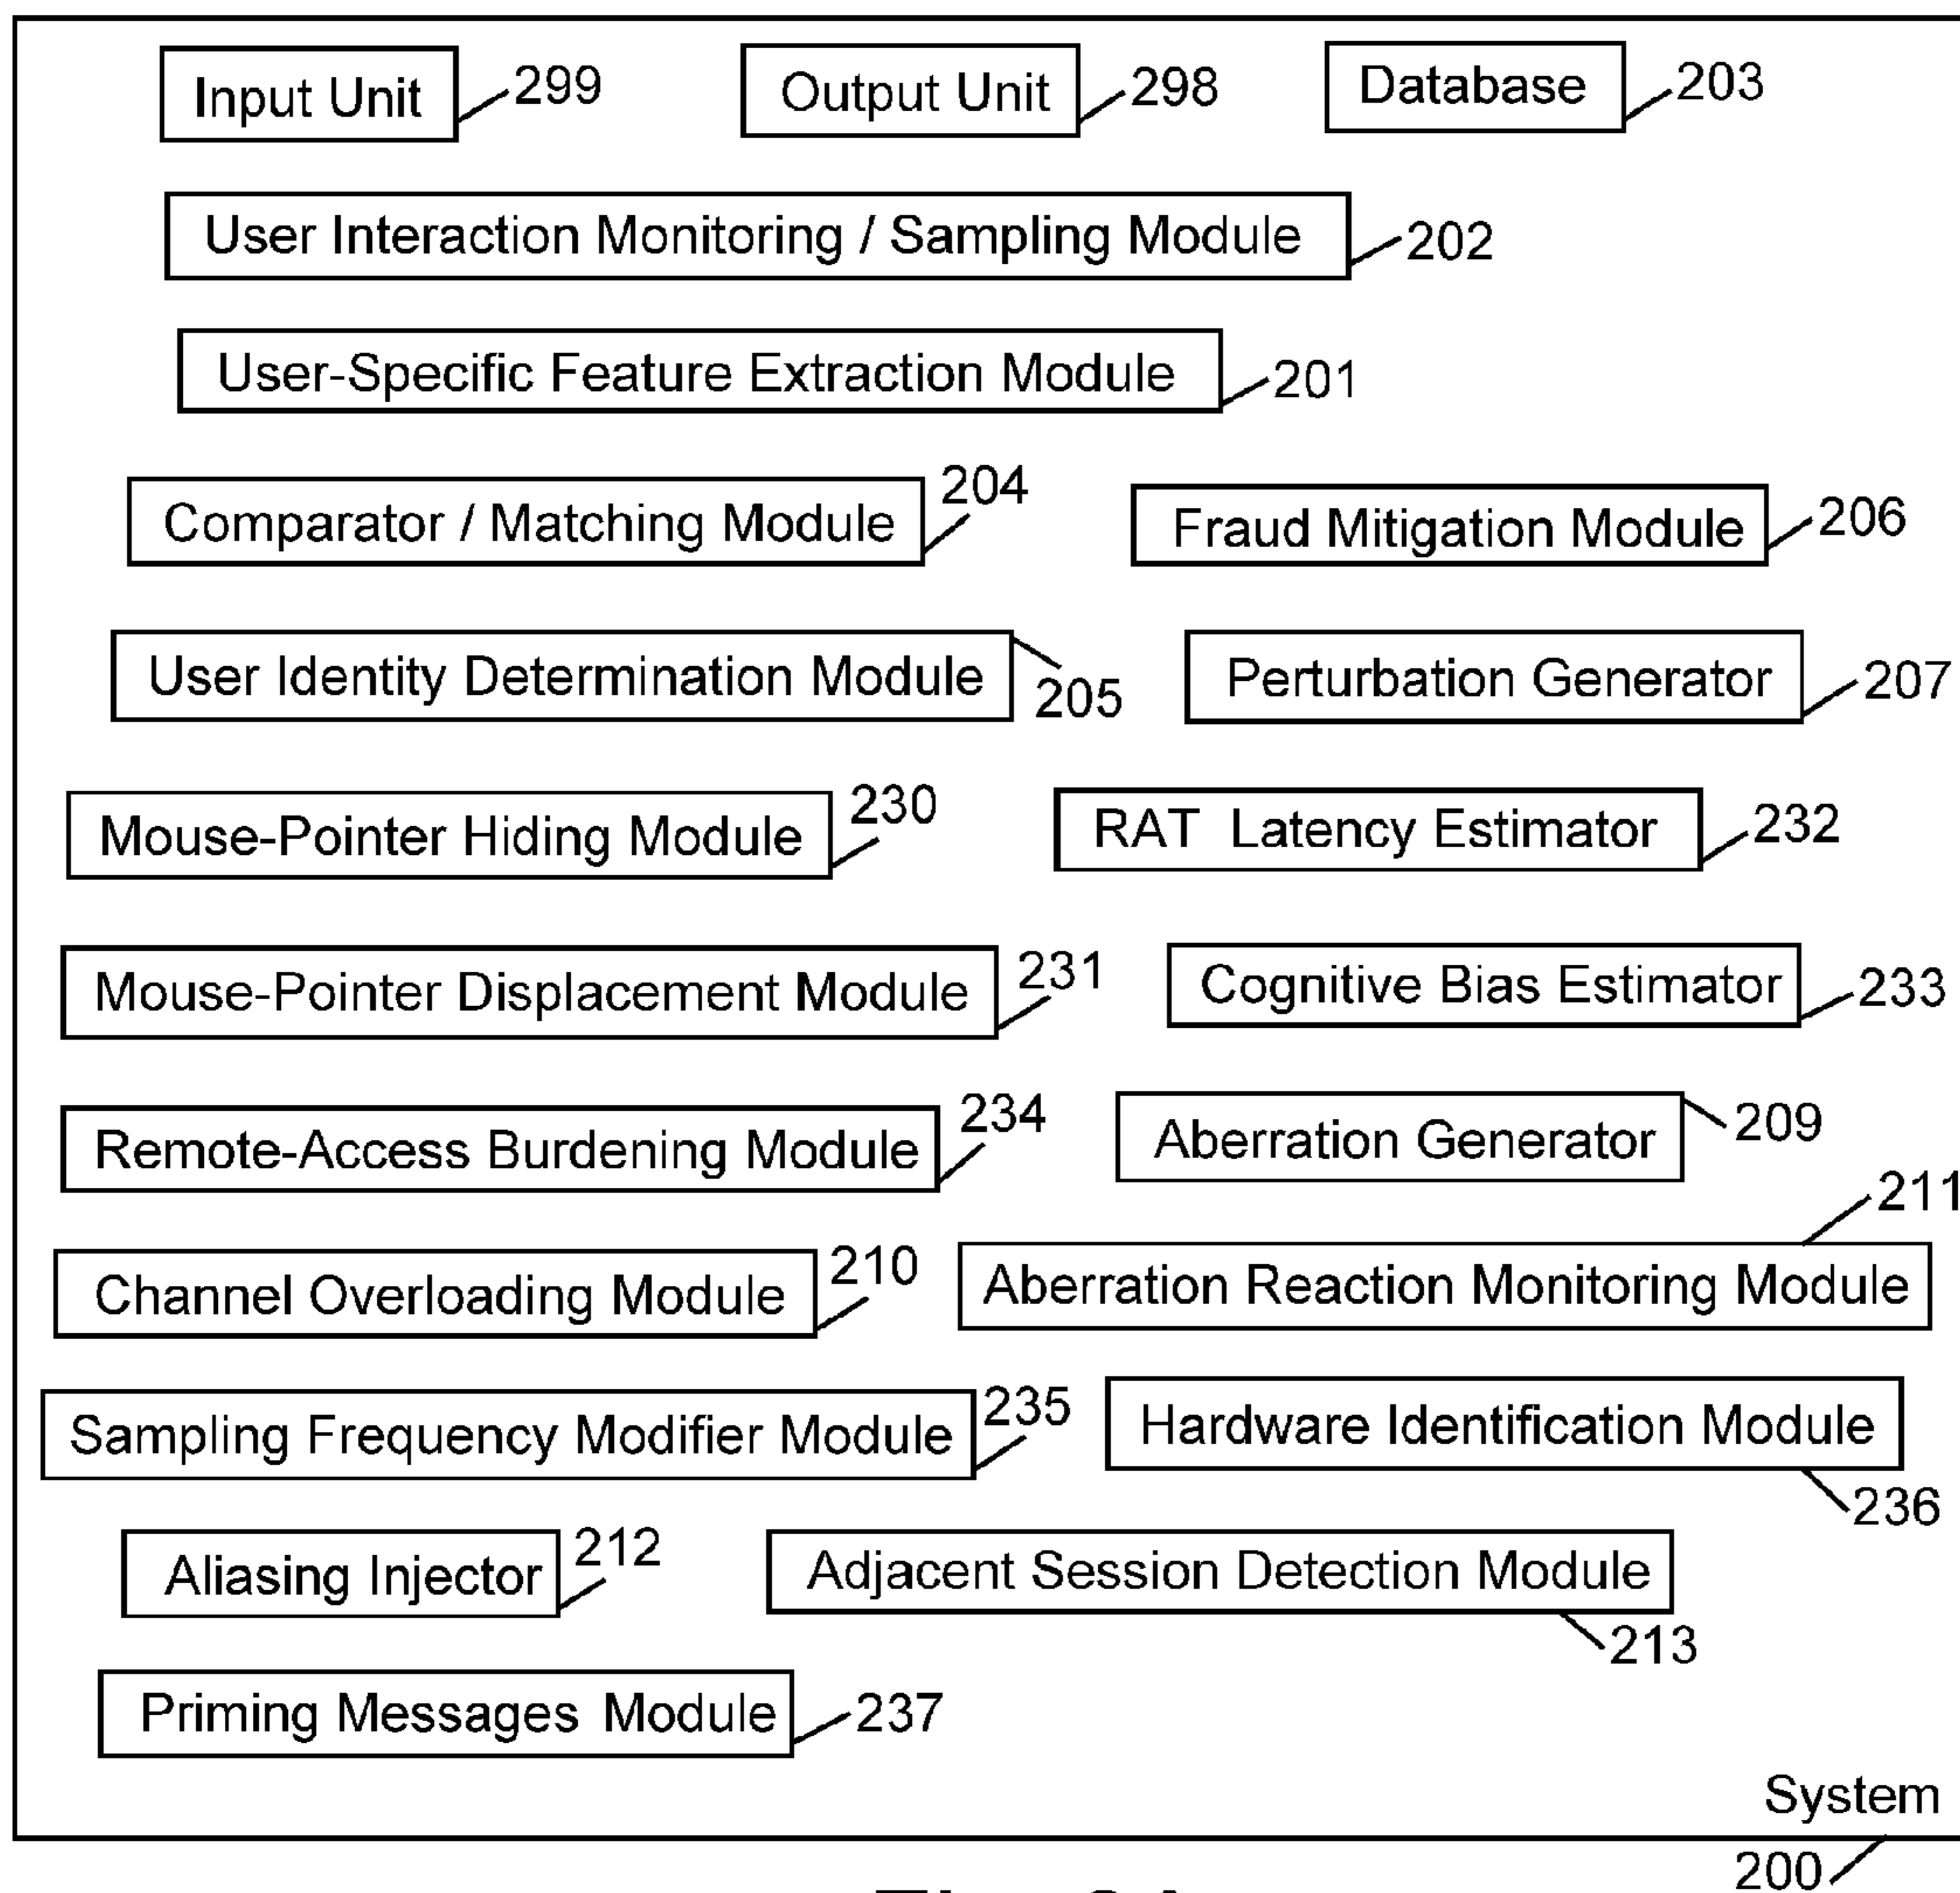 Input Unit 299 Output Unit 298 Database 203
User Interaction Monitoring / Sampling Module 202
User-Specific Feature Extraction Module 201
Comparator / Matching Module 204 Fraud Mitigation Module 206
User Identity Determination Module 205 Perturbation Generator 207
Mouse-Pointer Hiding Module 230 RAT Latency Estimator 232
Mouse-Pointer Displacement Module 231 Cognitive Bias Estimator 233
Remote-Access Burdening Module 234 Aberration Generator 209
Channel Overloading Module 210 Aberration Reaction Monitoring Module 211
Sampling Frequency Modifier Module 235 Hardware Identification Module 236
Aliasing Injector 212 Adjacent Session Detection Module 213
Priming Messages Module 237
System
200